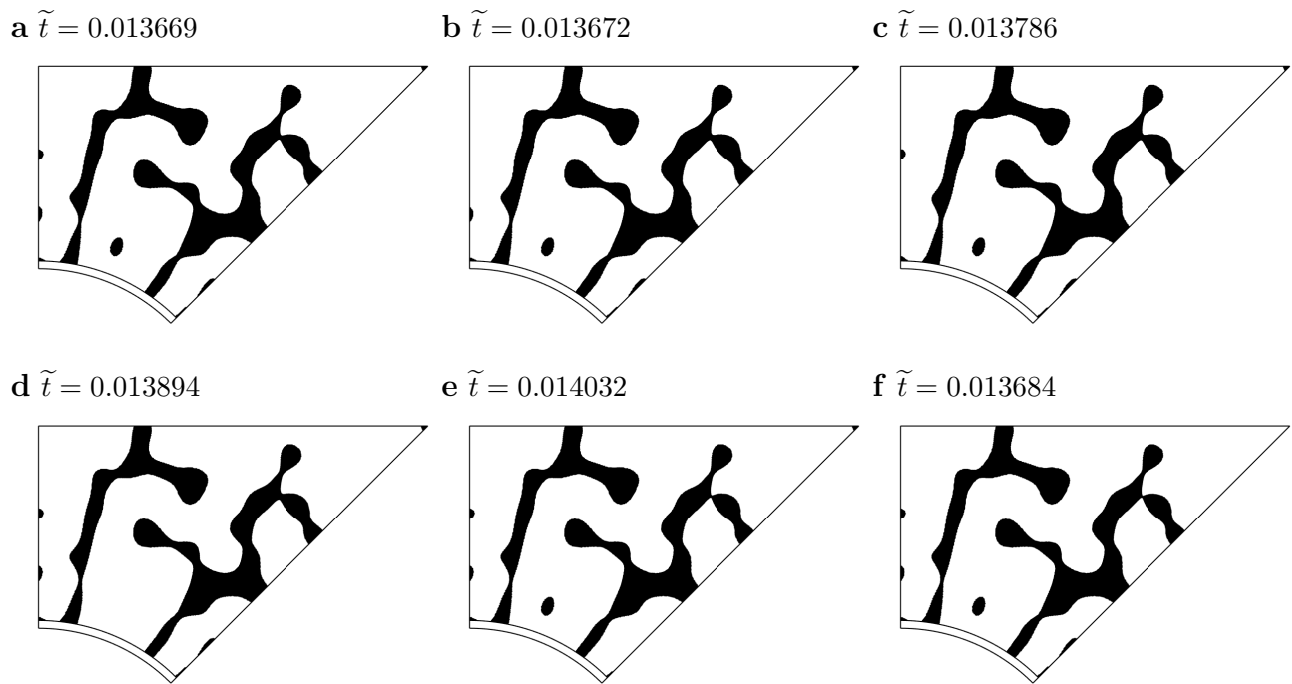 a t̃ = 0.013669
b t̃ = 0.013672
c t̃ = 0.013786
d t̃ = 0.013894
e t̃ = 0.014032
f t̃ = 0.013684